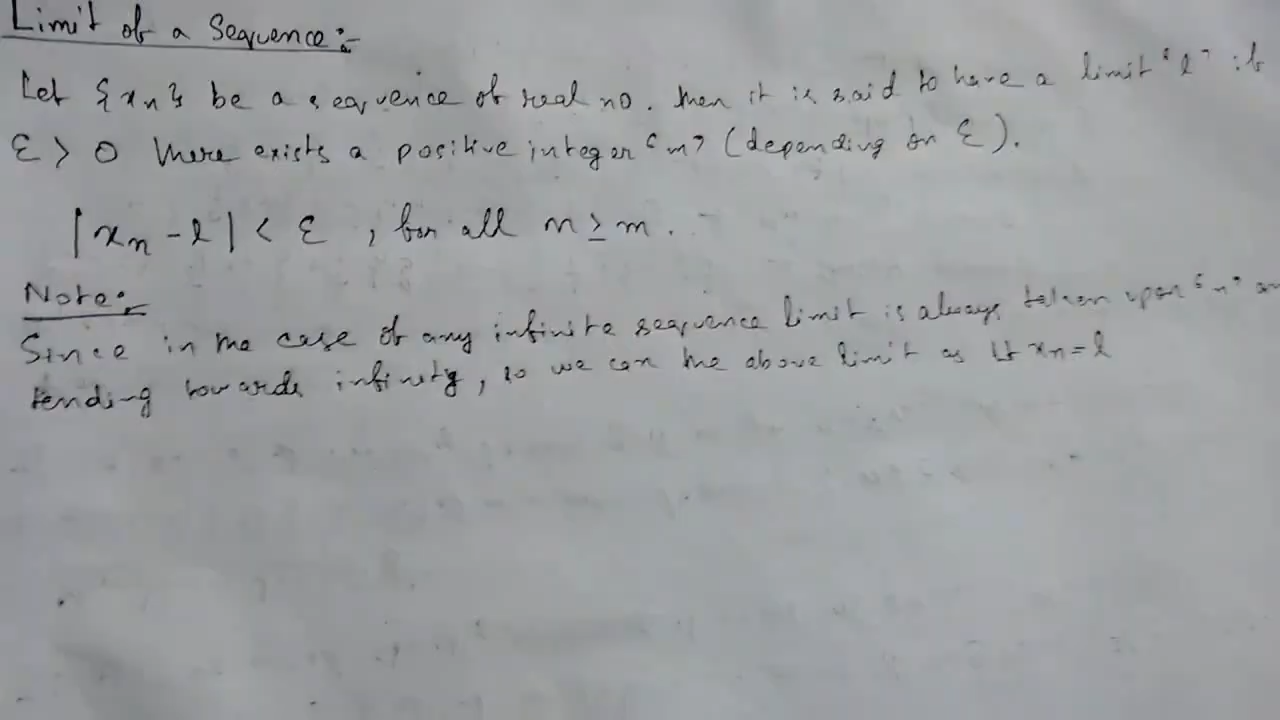 Limit of a Sequence:-
Let {xn} be a sequence of real no. then it is said to have a limit 'l' if
ε > 0 there exists a positive integer 'm' (depending on ε).
|xn - l| < ε , for all n ≥ m.
Note:-
Since in the case of any infinite sequence limit is always taken upon 'n' an
tending towards infinity, so we can the above limit as lt xn = l